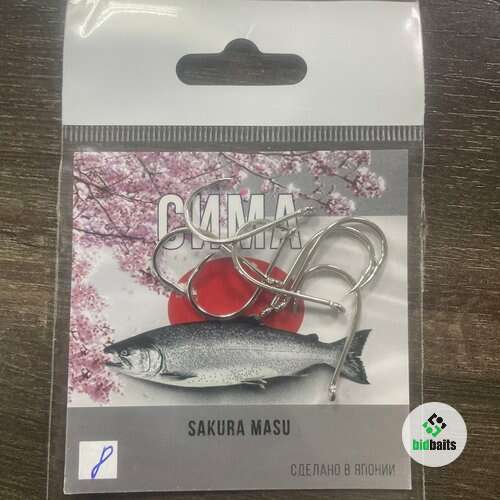 СИМА
SAKURA MASU
8
СДЕЛАНО В ЯПОНИИ
bidbaits